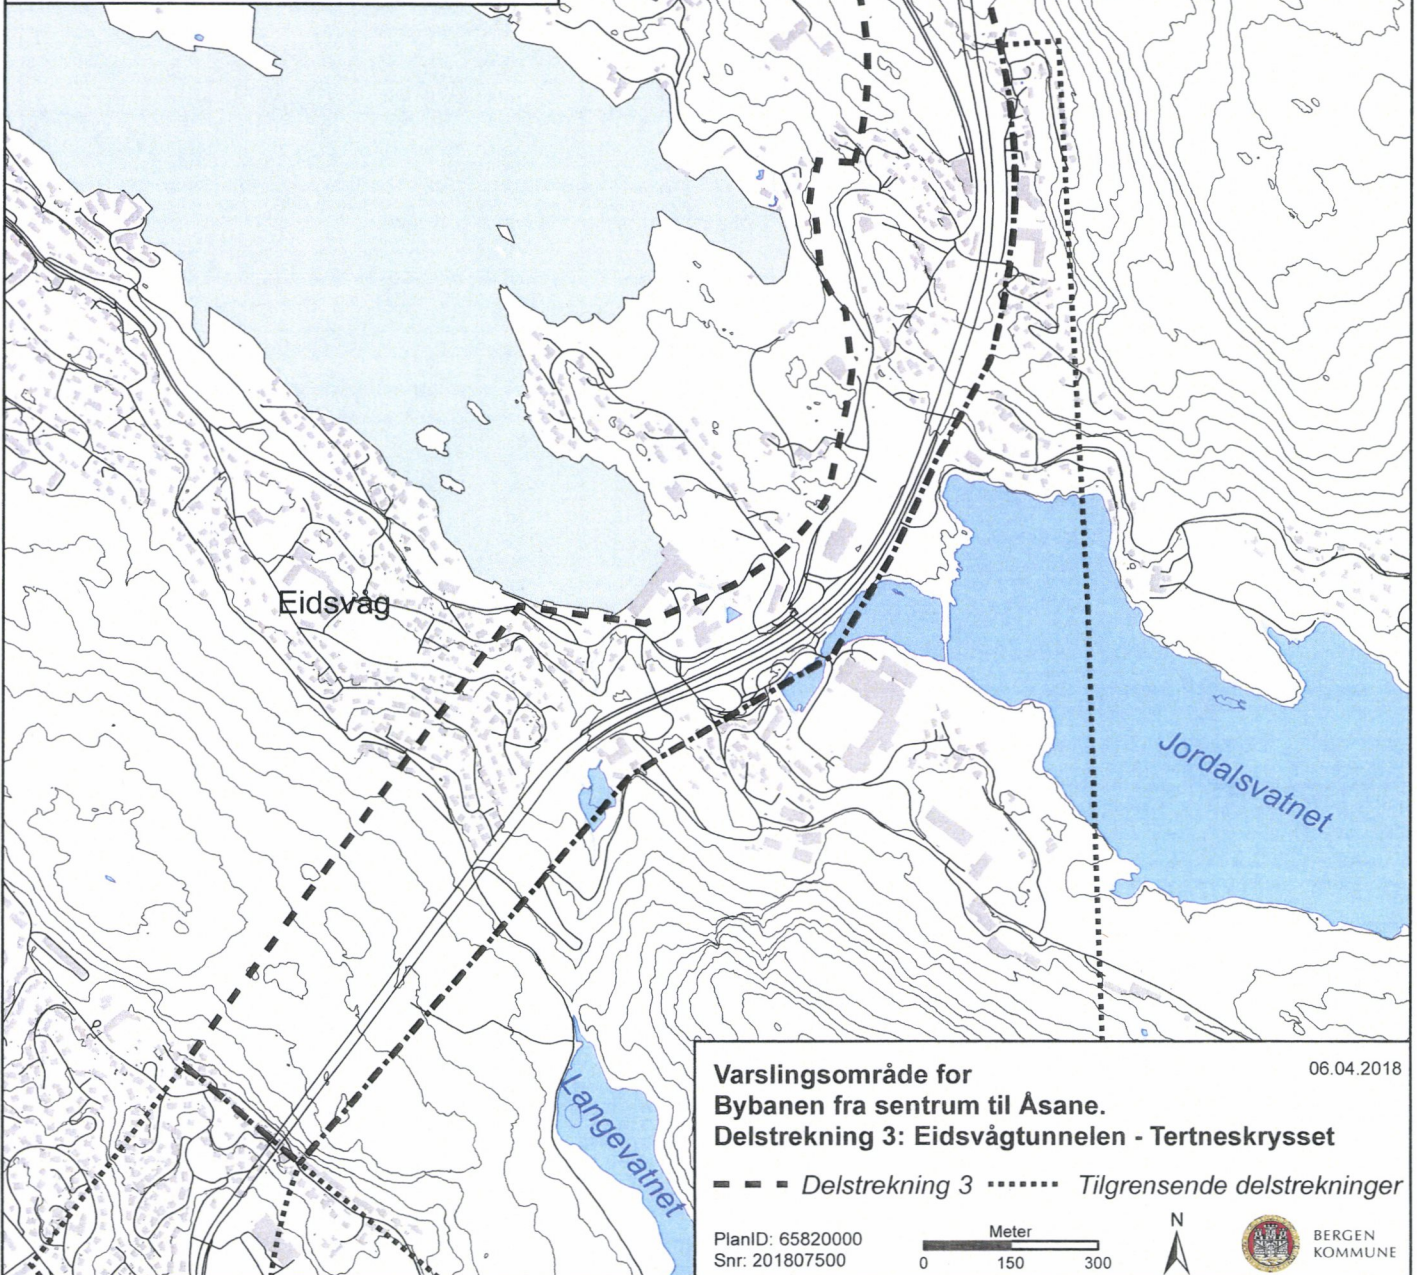 Eidsvåg
Jordalsvatnet
Langevatnet
Varslingsområde for
06.04.2018
Bybanen fra sentrum til Åsane.
Delstrekning 3: Eidsvågtunnelen - Tertneskrysset
Delstrekning 3
Tilgrensende delstrekninger
PlanID: 65820000
Snr: 201807500
Meter
0 150 300
N
BERGEN
KOMMUNE